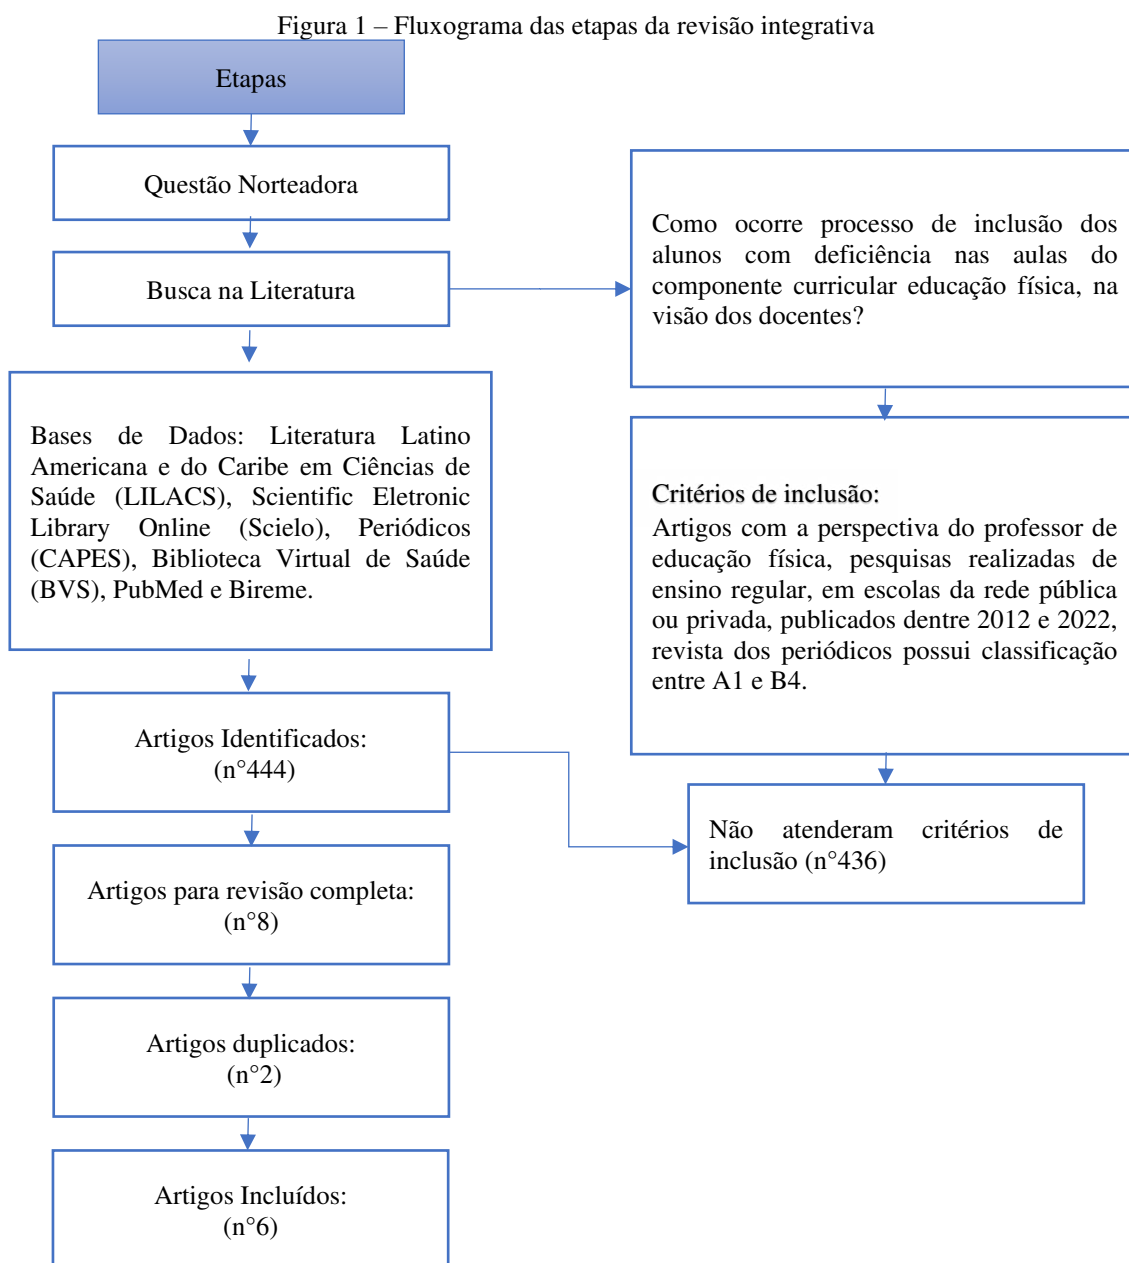 Figura 1 – Fluxograma das etapas da revisão integrativa
Etapas
Questão Norteadora
Busca na Literatura
Como ocorre processo de inclusão dos
alunos com deficiência nas aulas do
componente curricular educação física, na
visão dos docentes?
Bases de Dados: Literatura Latino
Americana e do Caribe em Ciências de
Saúde (LILACS), Scientific Eletronic
Library Online (Scielo), Periódicos
(CAPES), Biblioteca Virtual de Saúde
(BVS), PubMed e Bireme.
Critérios de inclusão:
Artigos com a perspectiva do professor de
educação física, pesquisas realizadas de
ensino regular, em escolas da rede pública
ou privada, publicados dentre 2012 e 2022,
revista dos periódicos possui classificação
entre A1 e B4.
Artigos Identificados:
(n°444)
Não atenderam critérios de
inclusão (n°436)
Artigos para revisão completa:
(n°8)
Artigos duplicados:
(n°2)
Artigos Incluídos:
(n°6)